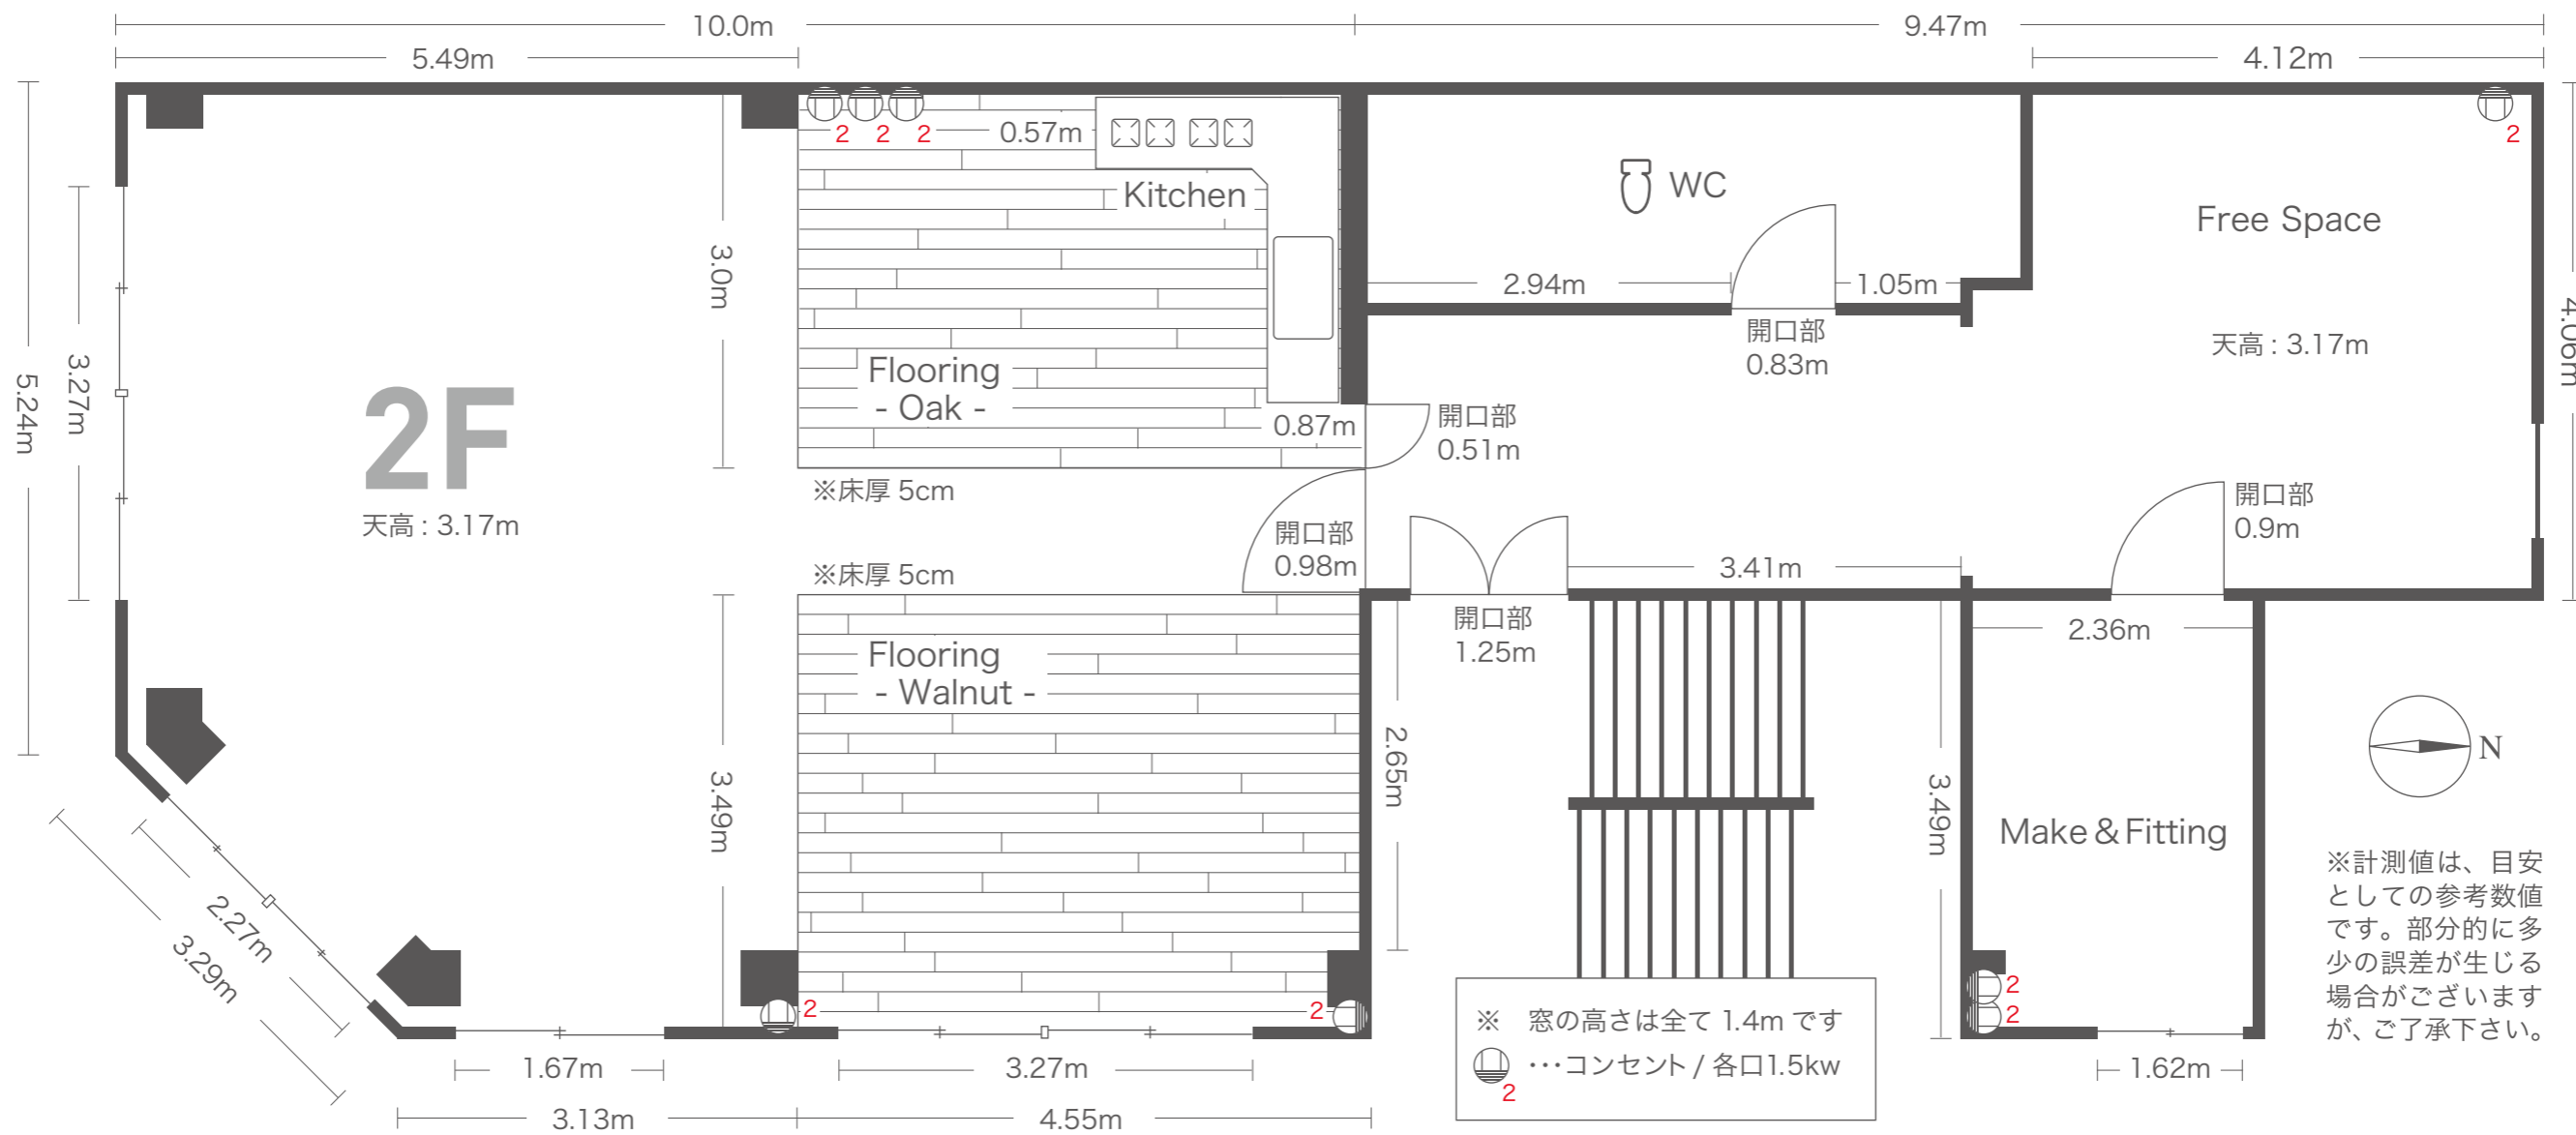 10.0m
9.47m
5.49m
4.12m
2
2
2
0.57m
2
Kitchen
WC
Free Space
3.0m
2.94m
1.05m
開口部
0.83m
天高 : 3.17m
4.06m
5.24m
3.27m
2F
天高 : 3.17m
Flooring
- Oak -
0.87m
開口部
0.51m
※床厚 5cm
開口部
0.98m
※床厚 5cm
開口部
0.9m
3.41m
開口部
1.25m
2.36m
Flooring
- Walnut -
2.65m
3.49m
3.49m
N
Make & Fitting
※計測値は、目安
としての参考数値
です。部分的に多
少の誤差が生じる
場合がございます
が、ご了承下さい。
2.27m
3.29m
2
2
2
2
※ 窓の高さは全て 1.4m です
2 ･･･コンセント / 各口1.5kw
1.67m
3.27m
1.62m
3.13m
4.55m